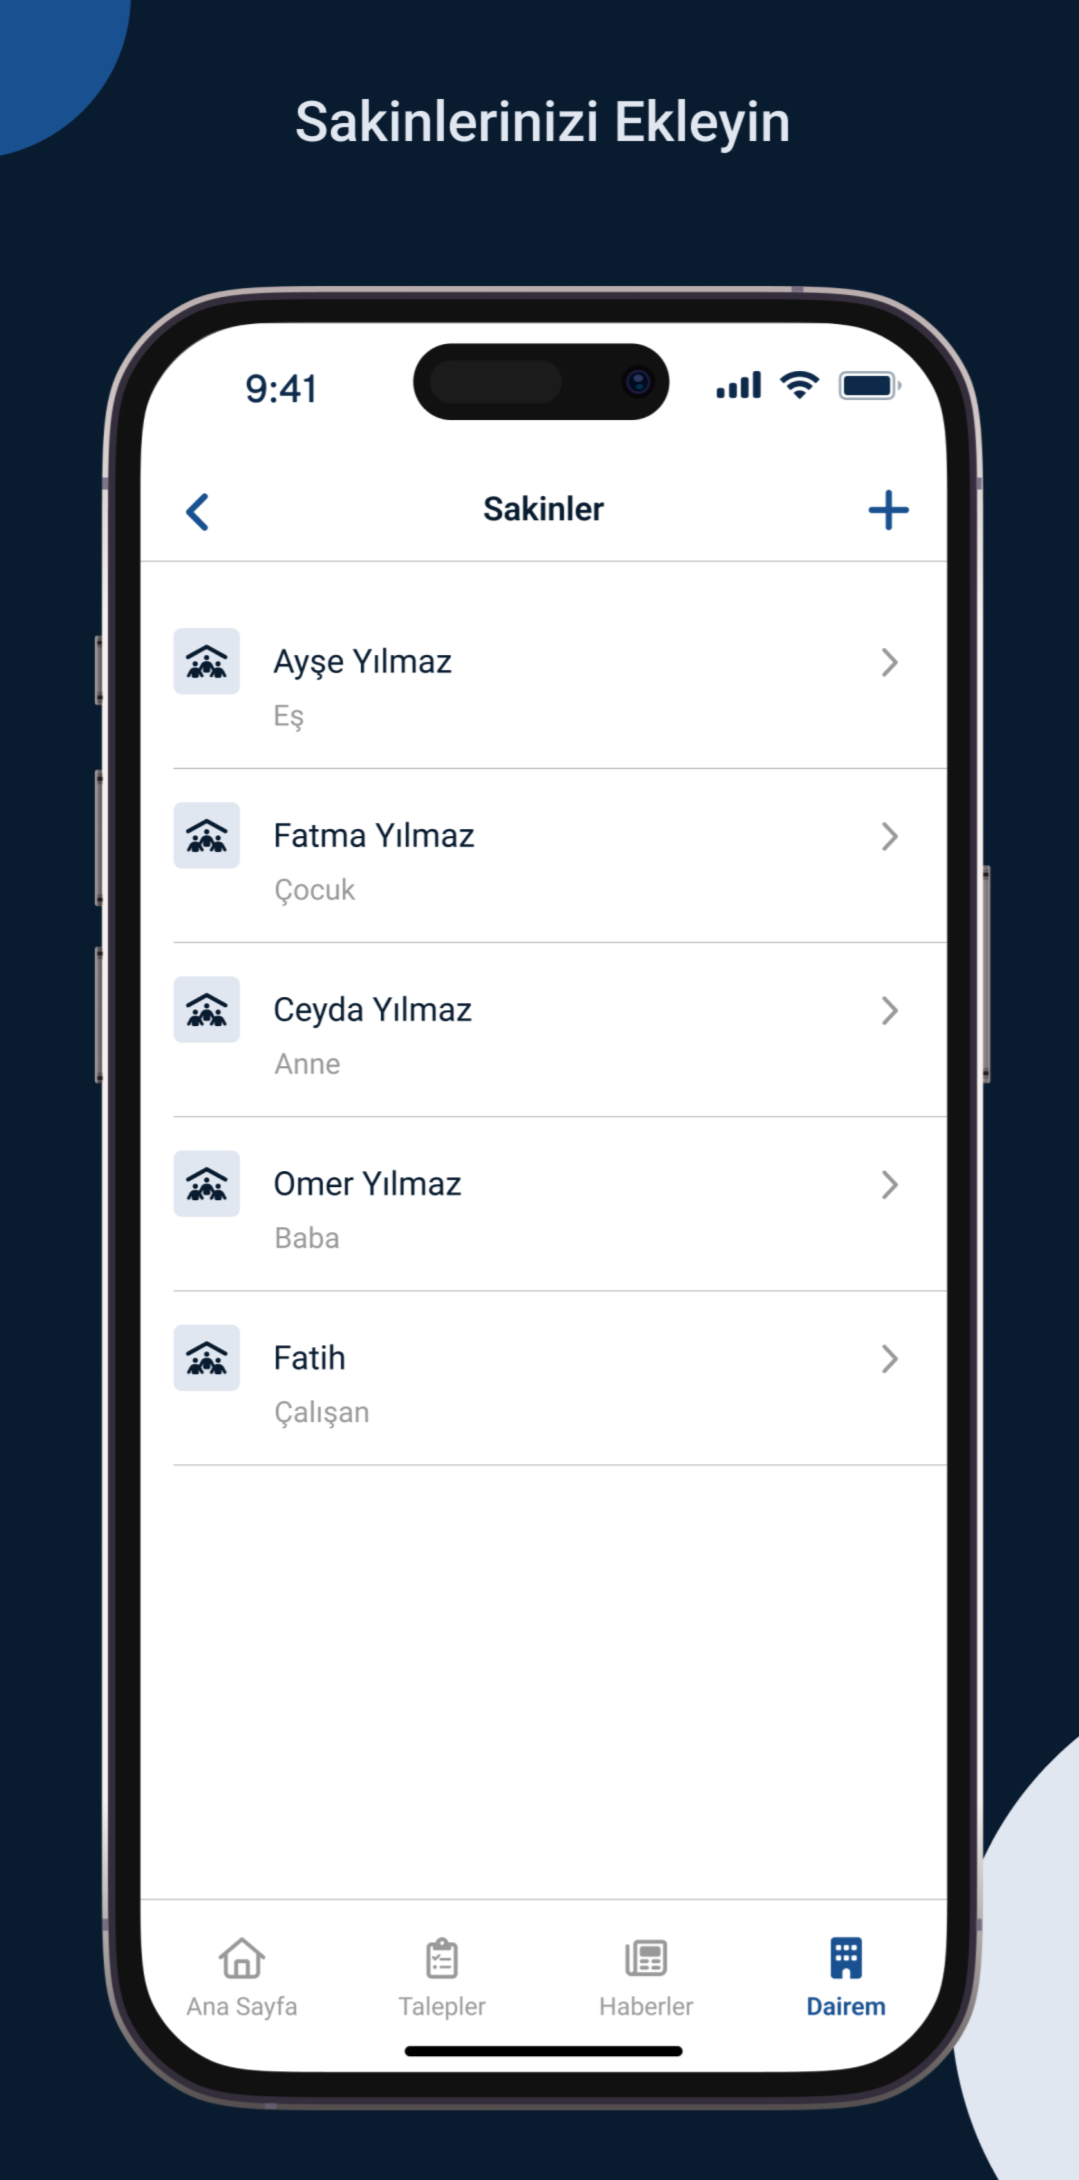 Sakinlerinizi Ekleyin
9:41
Sakinler
Ayşe Yılmaz
Eş
Fatma Yılmaz
Çocuk
Ceyda Yılmaz
Anne
Omer Yılmaz
Baba
Fatih
Çalışan
Ana Sayfa
Talepler
Haberler
Dairem